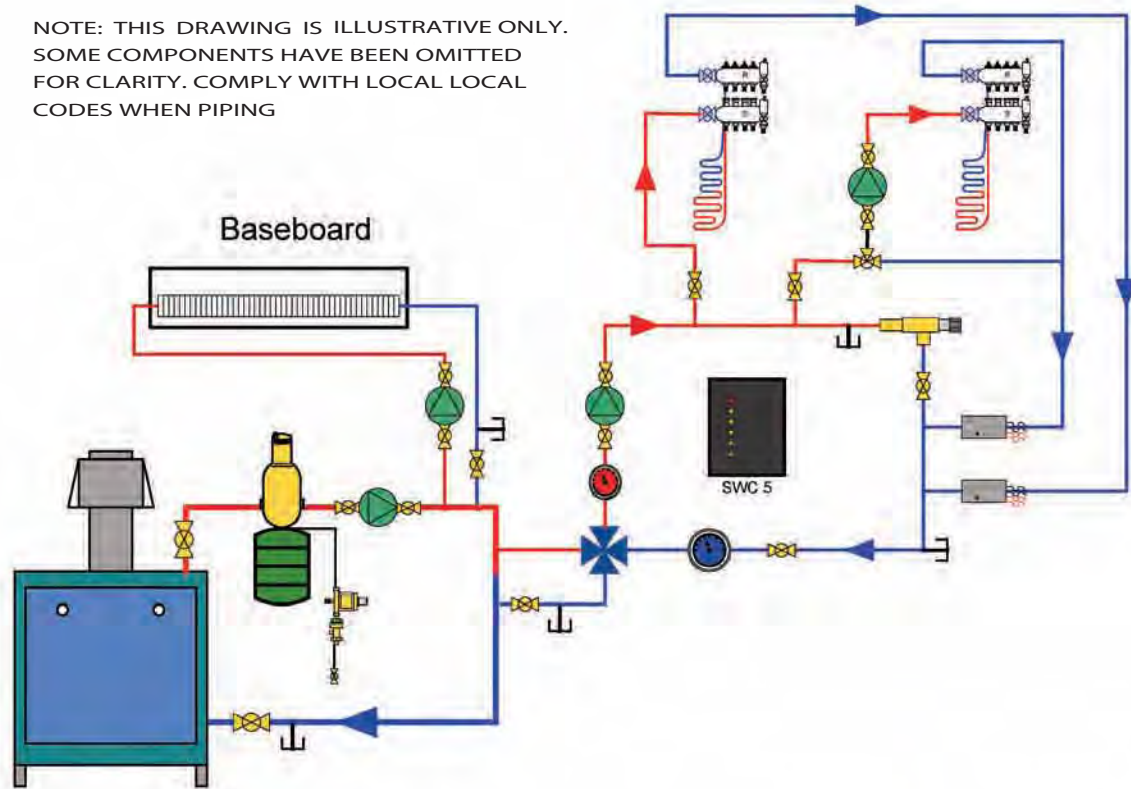 NOTE: THIS DRAWING IS ILLUSTRATIVE ONLY.
SOME COMPONENTS HAVE BEEN OMITTED
FOR CLARITY. COMPLY WITH LOCAL LOCAL
CODES WHEN PIPING
Baseboard
SWC 5